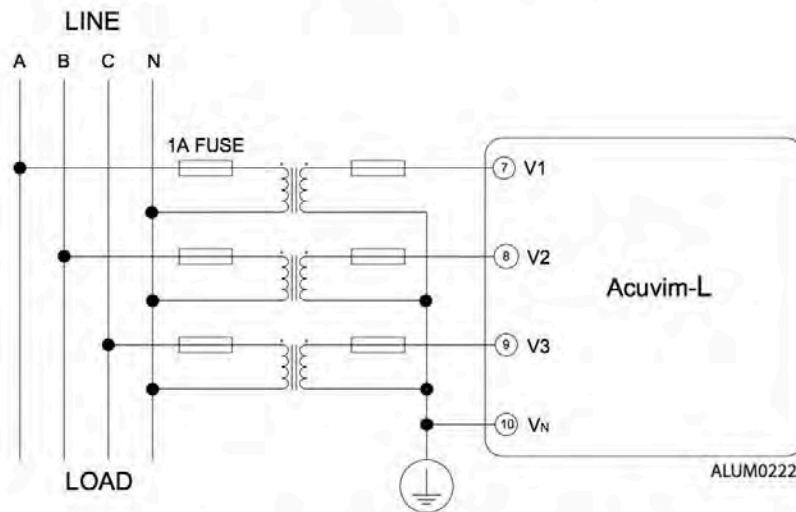 LINE
A B C N
1A FUSE
7 V1
8 V2
Acuvim-L
9 V3
10 VN
ALUM0222
LOAD